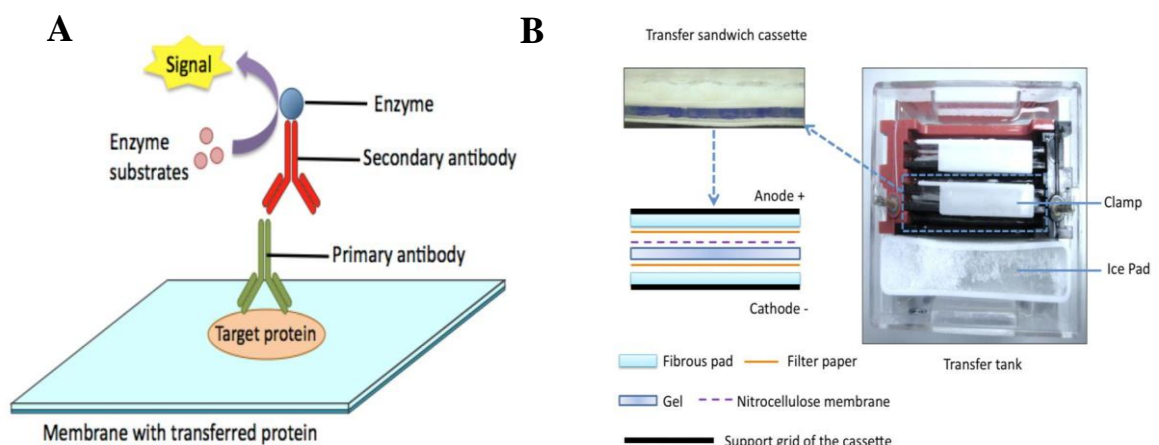 A
Signal
Enzyme
Enzyme
substrates
Secondary antibody
Primary antibody
Target protein
Membrane with transferred protein
B
Transfer sandwich cassette
Anode +
Cathode -
Clamp
Ice Pad
Transfer tank
Fibrous pad
Filter paper
Gel
Nitrocellulose membrane
Support grid of the cassette